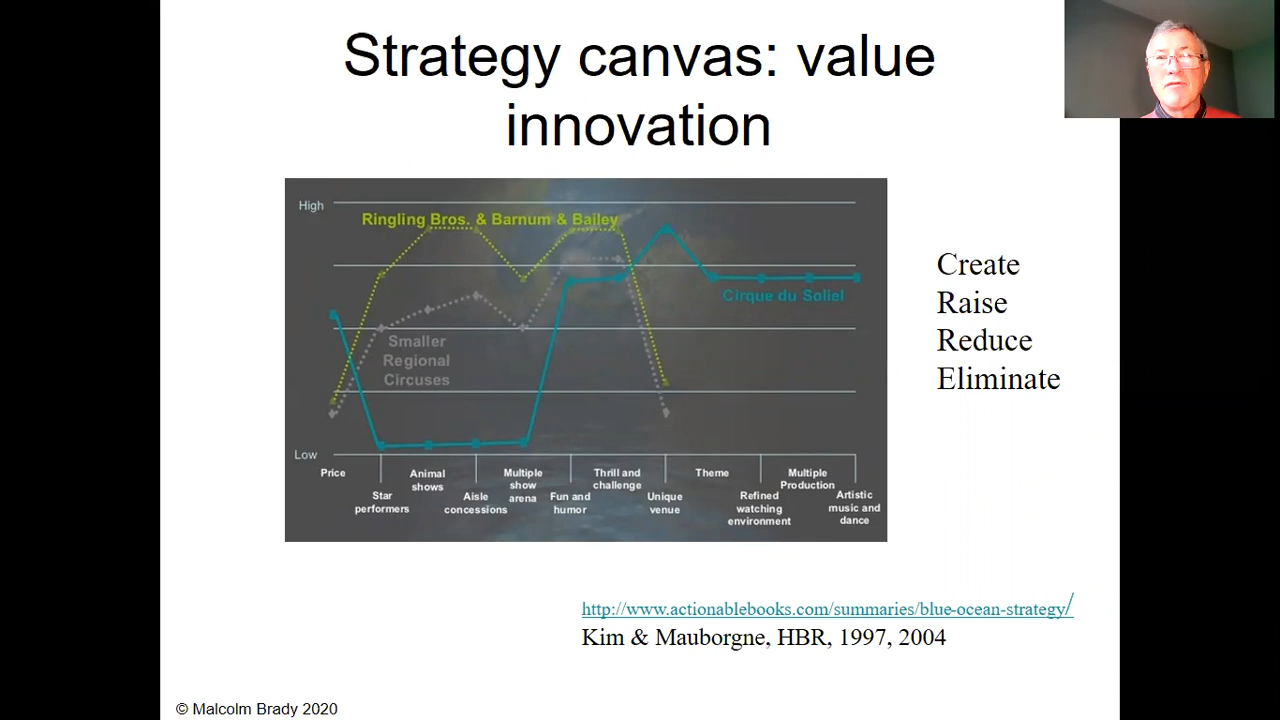 Strategy canvas: value
innovation
High
Ringling Bros. & Barnum & Bailey
Cirque du Soliel
Smaller
Regional
Circuses
Low
Price
Star
performers
Animal
shows
Aisle
concessions
Multiple
show
arena
Fun and
humor
Thrill and
challenge
Unique
venue
Theme
Refined
watching
environment
Multiple
Production
Artistic
music and
dance
Create
Raise
Reduce
Eliminate
http://www.actionablebooks.com/summaries/blue-ocean-strategy/
Kim & Mauborgne, HBR, 1997, 2004
© Malcolm Brady 2020